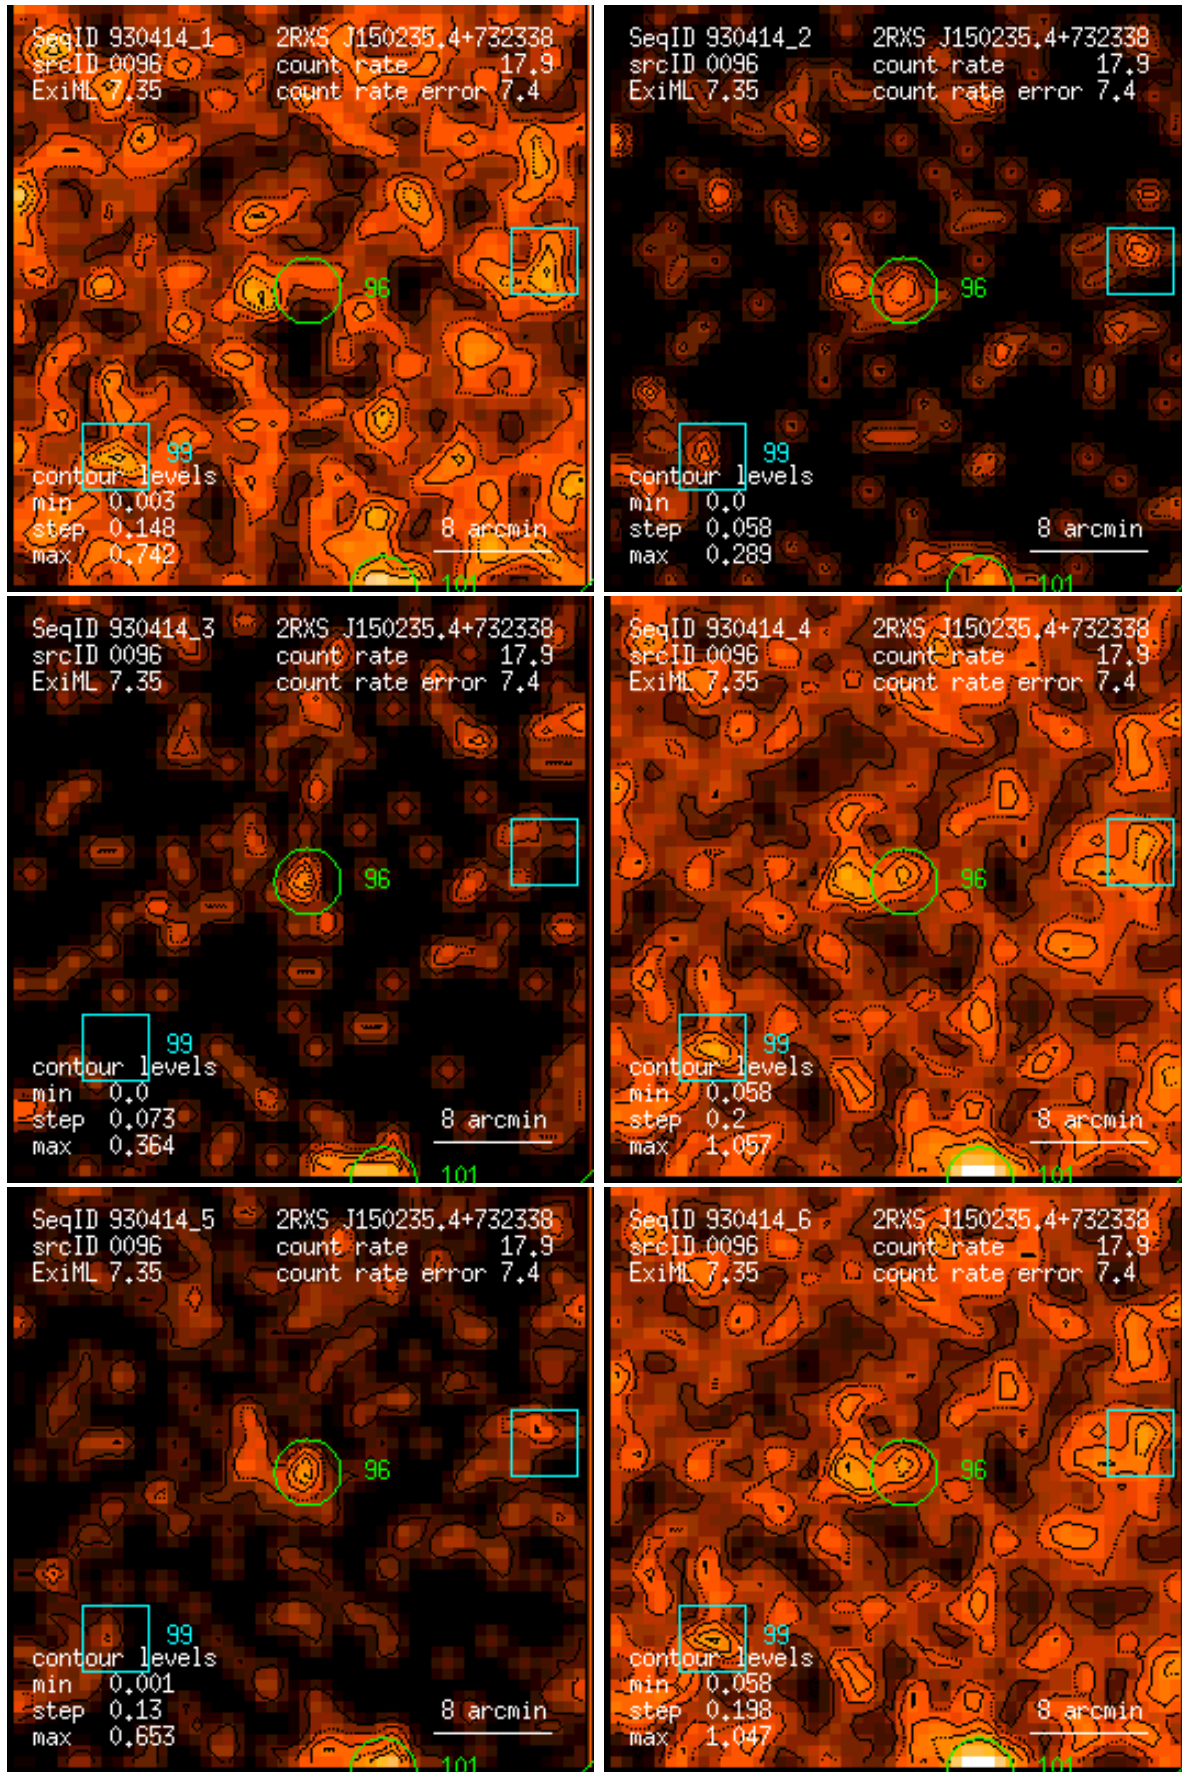 SeqID 930414_1 2RXS J150235.4+732338
srcID 0096 count rate 17.9
ExiML 7.35 count rate error 7.4
96
99
contour levels
min 0.003
step 0.148 8 arcmin
max 0.742
101
SeqID 930414_2 2RXS J150235.4+732338
srcID 0096 count rate 17.9
ExiML 7.35 count rate error 7.4
96
99
contour levels
min 0.0
step 0.058 8 arcmin
max 0.289
101
SeqID 930414_3 2RXS J150235.4+732338
srcID 0096 count rate 17.9
ExiML 7.35 count rate error 7.4
96
99
contour levels
min 0.0
step 0.073 8 arcmin
max 0.364
101
SeqID 930414_4 2RXS J150235.4+732338
srcID 0096 count rate 17.9
ExiML 7.35 count rate error 7.4
96
99
contour levels
min 0.058
step 0.2 8 arcmin
max 1.057
101
SeqID 930414_5 2RXS J150235.4+732338
srcID 0096 count rate 17.9
ExiML 7.35 count rate error 7.4
96
99
contour levels
min 0.001
step 0.13 8 arcmin
max 0.653
101
SeqID 930414_6 2RXS J150235.4+732338
srcID 0096 count rate 17.9
ExiML 7.35 count rate error 7.4
96
99
contour levels
min 0.058
step 0.198 8 arcmin
max 1.047
101